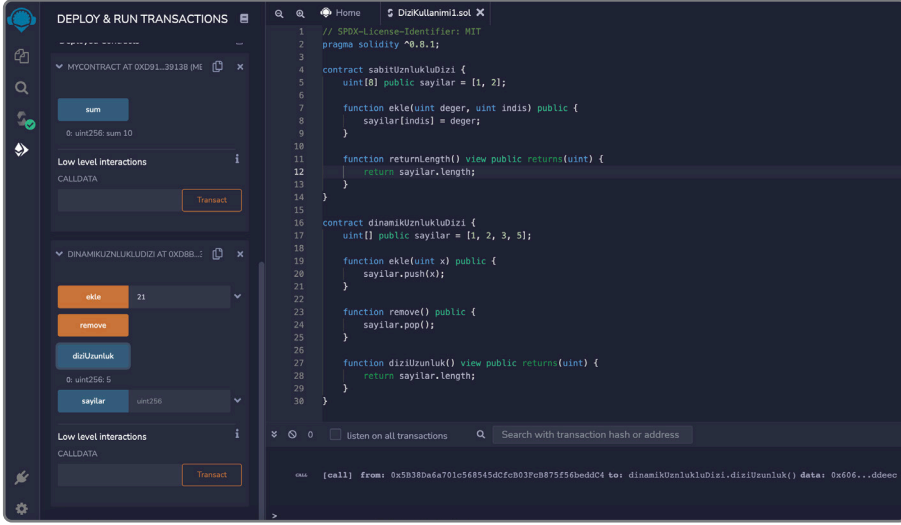 DEPLOY & RUN TRANSACTIONS
MYCONTRACT AT 0XD91...39138 (ME
sum
0: uint256: sum 10
Low level interactions
CALLDATA
Transact
DINAMIKUZNLUKLUDIZI AT 0XD8B...3
ekle 21
remove
diziUzunluk
0: uint256: 5
sayilar uint256
Low level interactions
CALLDATA
Transact
Home DiziKullanimi1.sol
1 // SPDX-License-Identifier: MIT
2 pragma solidity ^0.8.1;
3
4 contract sabitUznlukluDizi {
5 uint[8] public sayilar = [1, 2];
6
7 function ekle(uint deger, uint indis) public {
8 sayilar[indis] = deger;
9 }
10
11 function returnLength() view public returns(uint) {
12 return sayilar.length;
13 }
14 }
15
16 contract dinamikUznlukluDizi {
17 uint[] public sayilar = [1, 2, 3, 5];
18
19 function ekle(uint x) public {
20 sayilar.push(x);
21 }
22
23 function remove() public {
24 sayilar.pop();
25 }
26
27 function diziUzunluk() view public returns(uint) {
28 return sayilar.length;
29 }
30 }
0 listen on all transactions Search with transaction hash or address
CALL [call] from: 0x5B38Da6a701c568545dCfcB03FcB875f56beddC4 to: dinamikUznlukluDizi.diziUzunluk() data: 0x606...ddeec
>